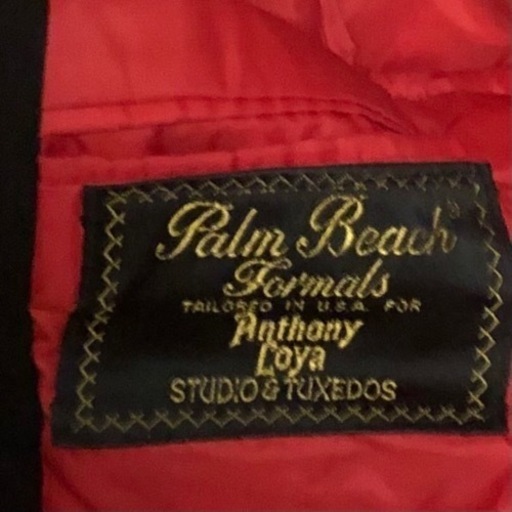 Palm Beach®
Formals
TAILORED IN U.S.A. FOR
Anthony
Loya
STUDIO & TUXEDOS